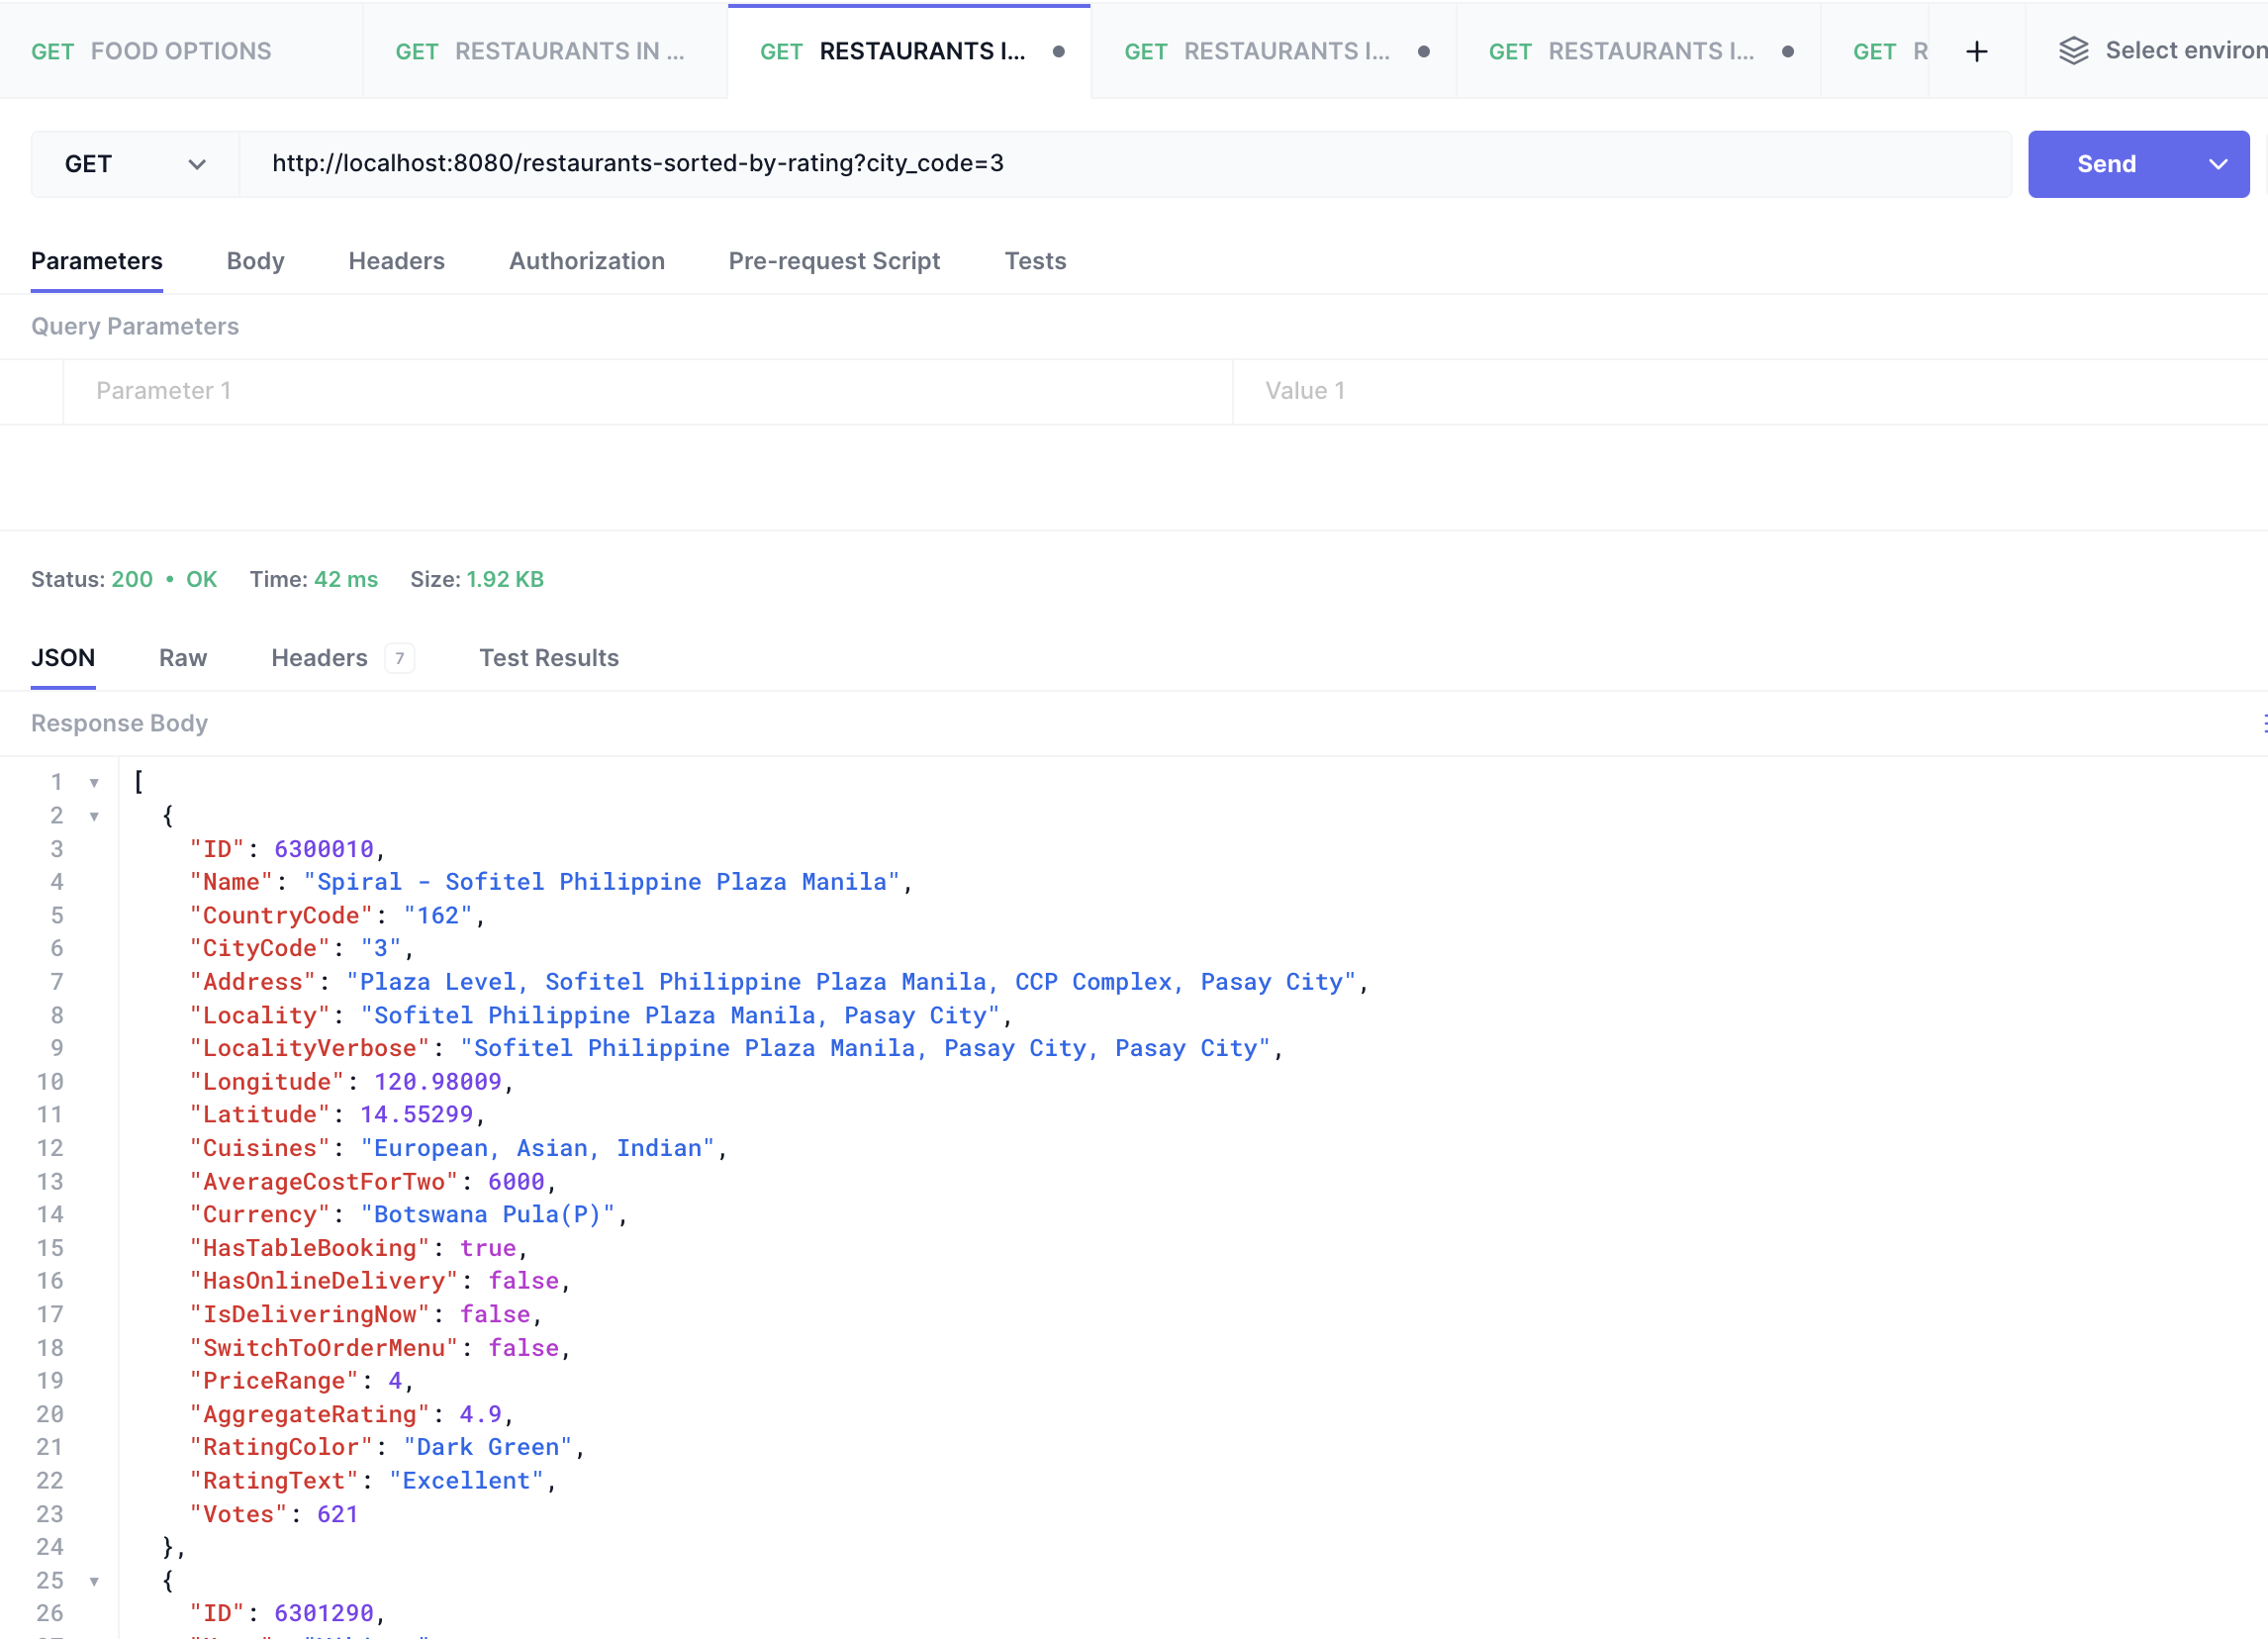 GET FOOD OPTIONS GET RESTAURANTS IN ... GET RESTAURANTS I... GET RESTAURANTS I... GET RESTAURANTS I... GET R + Select environ
GET http://localhost:8080/restaurants-sorted-by-rating?city_code=3 Send
Parameters Body Headers Authorization Pre-request Script Tests
Query Parameters
Parameter 1 Value 1
Status: 200 • OK Time: 42 ms Size: 1.92 KB
JSON Raw Headers 7 Test Results
Response Body
1 [
2 {
3 "ID": 6300010,
4 "Name": "Spiral - Sofitel Philippine Plaza Manila",
5 "CountryCode": "162",
6 "CityCode": "3",
7 "Address": "Plaza Level, Sofitel Philippine Plaza Manila, CCP Complex, Pasay City",
8 "Locality": "Sofitel Philippine Plaza Manila, Pasay City",
9 "LocalityVerbose": "Sofitel Philippine Plaza Manila, Pasay City, Pasay City",
10 "Longitude": 120.98009,
11 "Latitude": 14.55299,
12 "Cuisines": "European, Asian, Indian",
13 "AverageCostForTwo": 6000,
14 "Currency": "Botswana Pula(P)",
15 "HasTableBooking": true,
16 "HasOnlineDelivery": false,
17 "IsDeliveringNow": false,
18 "SwitchToOrderMenu": false,
19 "PriceRange": 4,
20 "AggregateRating": 4.9,
21 "RatingColor": "Dark Green",
22 "RatingText": "Excellent",
23 "Votes": 621
24 },
25 {
26 "ID": 6301290,